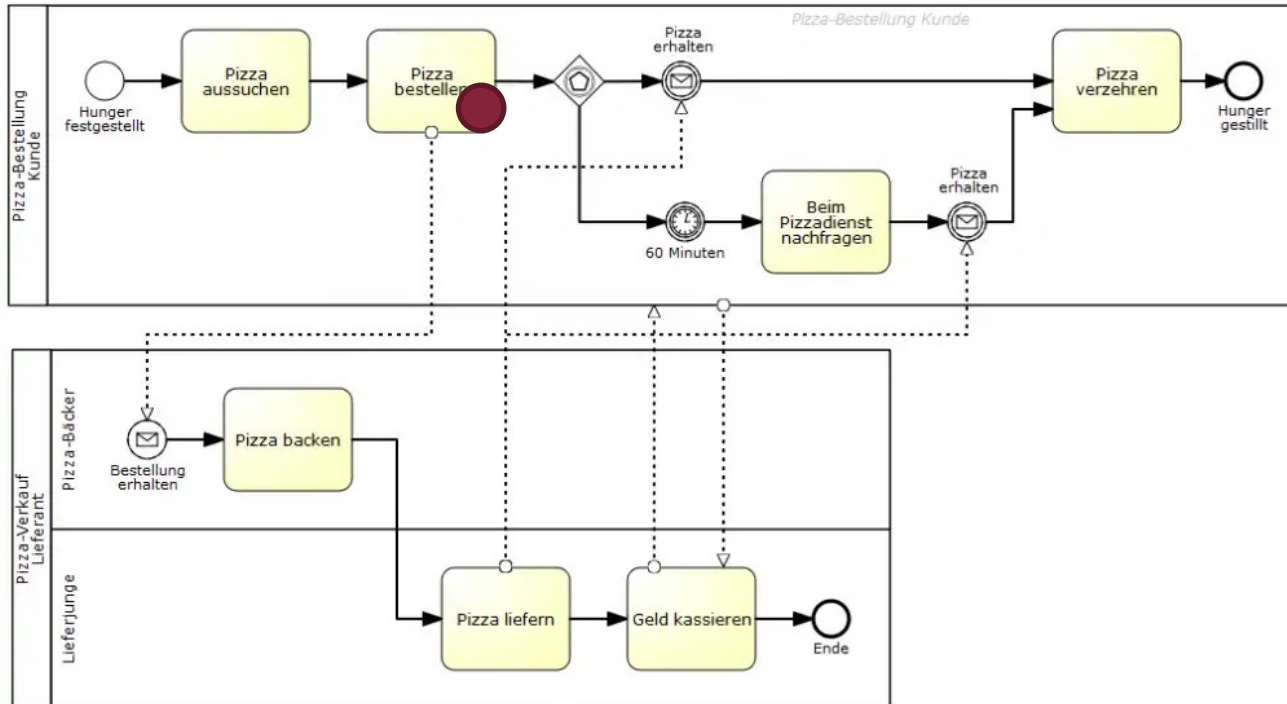 Pizza-Bestellung Kunde
Pizza-Bestellung
Kunde
Hunger
festgestellt
Pizza
aussuchen
Pizza
Pizza
erhalten
60 Minuten
Beim
Pizzadienst
nachfragen
Pizza
erhalten
Pizza
verzehren
Hunger
gestillt
Pizza-Verkauf
Lieferant
Pizza-Bäcker
Bestellung
erhalten
Pizza backen
Lieferjunge
Pizza liefern
Geld kassieren
Ende